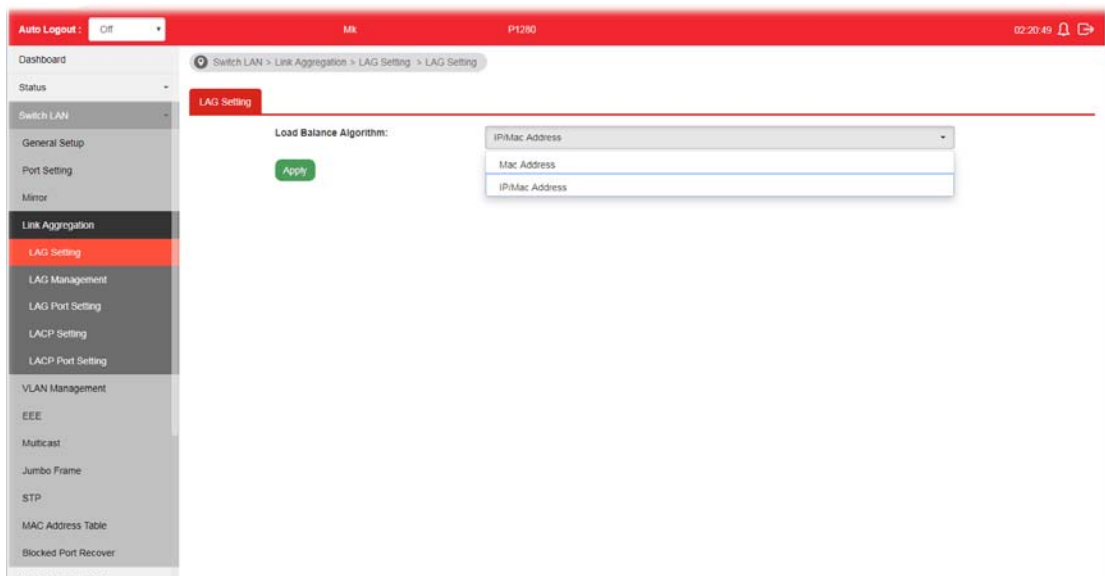 Auto Logout : Off Mk P1280 02:20:49
Dashboard
Switch LAN > Link Aggregation > LAG Setting > LAG Setting
Status
LAG Setting
Switch LAN
General Setup
Load Balance Algorithm: IP/Mac Address
Port Setting
Apply
Mac Address
IP/Mac Address
Mirror
Link Aggregation
LAG Setting
LAG Management
LAG Port Setting
LACP Setting
LACP Port Setting
VLAN Management
EEE
Multicast
Jumbo Frame
STP
MAC Address Table
Blocked Port Recover